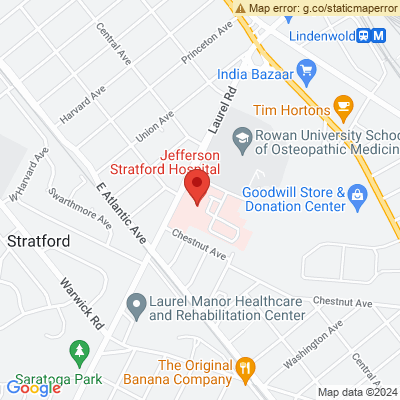 Map error: g.co/staticmaperror
Lindenwold
M
Central Ave
Princeton Ave
India Bazaar
Harvard Ave
Laurel Rd
Tim Hortons
Union Ave
Rowan University Schoo
of Osteopathic Medicine
Jefferson
Stratford Hospital
W Harvard Ave
Swarthmore Ave
E Atlantic Ave
Goodwill Store &
Donation Center
Stratford
Chestnut Ave
Warwick Rd
Laurel Manor Healthcare
and Rehabilitation Center
Chestnut Ave
Washington Ave
Saratoga Park
The Original
Banana Company
Central Ave
Google
Map data ©2024